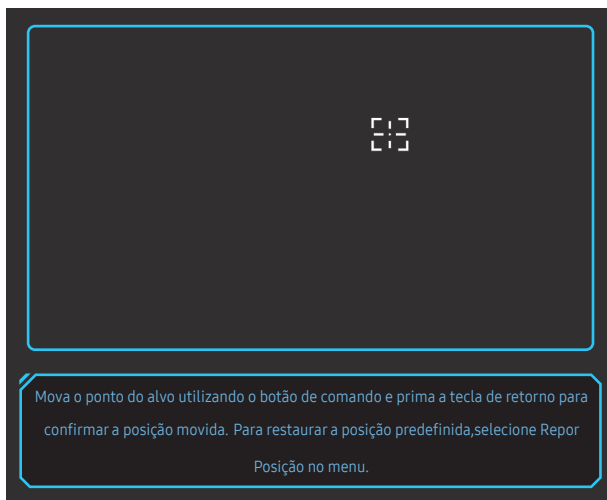 Mova o ponto do alvo utilizando o botão de comando e prima a tecla de retorno para
confirmar a posição movida. Para restaurar a posição predefinida,selecione Repor
Posição no menu.